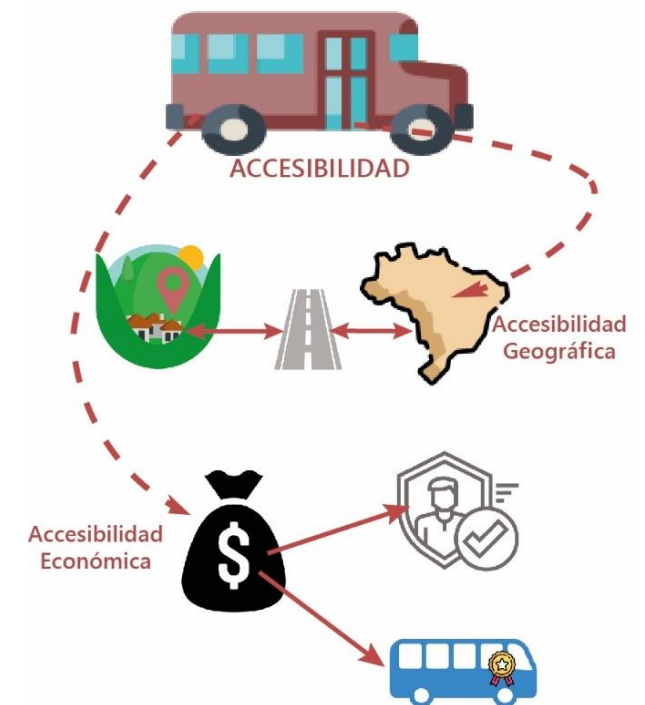 ACCESIBILIDAD
Accesibilidad
Geográfica
Accesibilidad
Económica
$